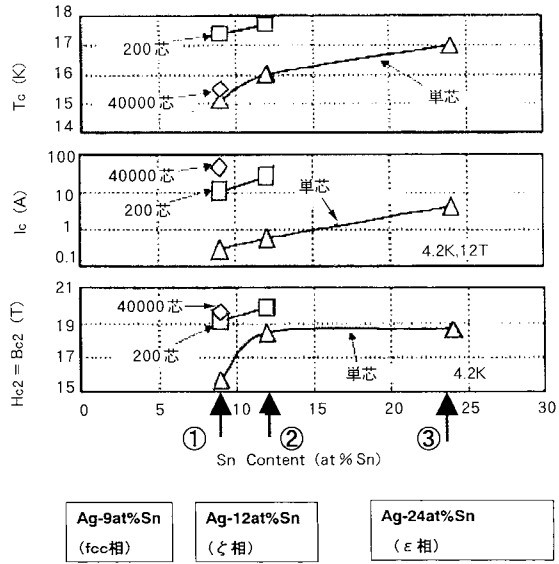 18
17
16
15
14
Tc (K)
200芯
40000芯
単芯
100
10
1
0.1
Ic (A)
40000芯
200芯
単芯
4.2K,12T
21
19
17
15
Hc2 = Bc2 (T)
40000芯
200芯
単芯
4.2K
0 5 10 15 20 25 30
① ② ③
Sn Content (at%Sn)
Ag-9at%Sn
(fcc相)
Ag-12at%Sn
(ζ相)
Ag-24at%Sn
(ε相)